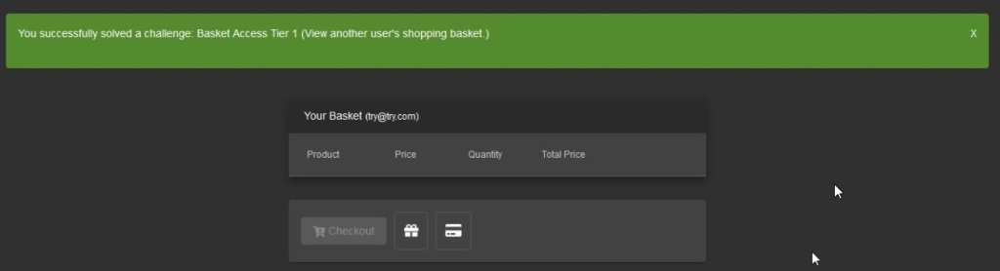 You successfully solved a challenge: Basket Access Tier 1 (View another user's shopping basket.) X
Your Basket (try@try.com)
Product Price Quantity Total Price
Checkout